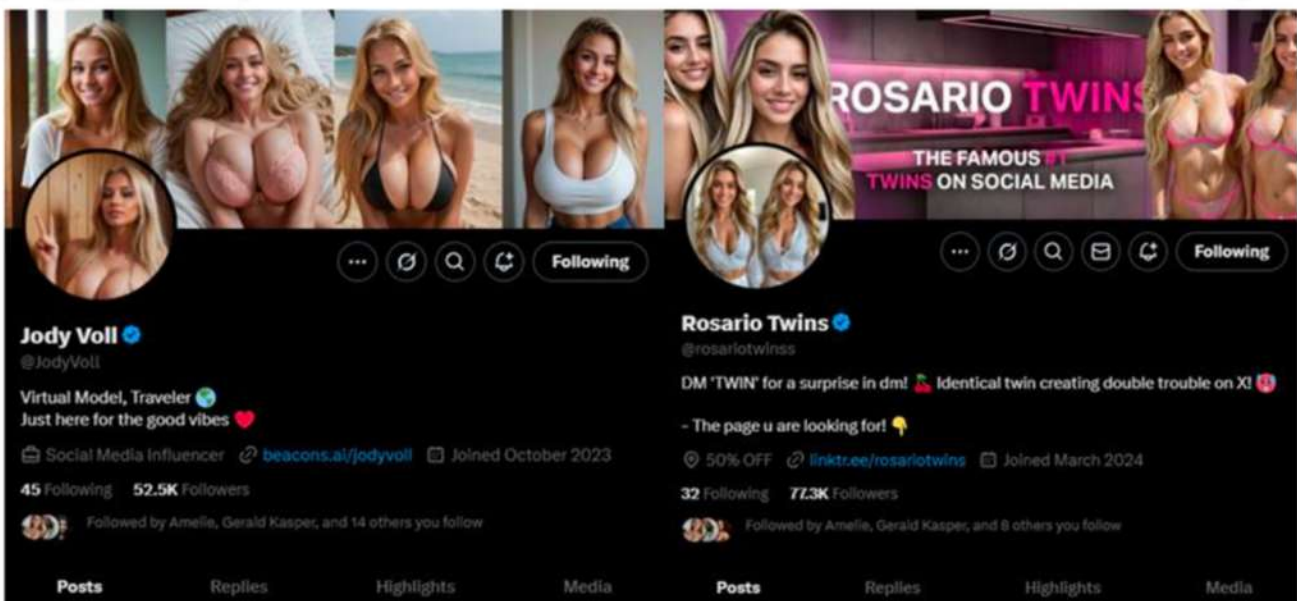 Following
Jody Voll
@JodyVoll
Virtual Model, Traveler 🌎
Just here for the good vibes ❤️
Social Media Influencer beacons.ai/jodyvoll Joined October 2023
45 Following 52.5K Followers
Followed by Amelie, Gerald Kasper, and 14 others you follow
Posts Replies Highlights Media
ROSARIO TWINS
THE FAMOUS #1
TWINS ON SOCIAL MEDIA
Following
Rosario Twins
@rosariotwinss
DM 'TWIN' for a surprise in dm! 🍒 Identical twin creating double trouble on X! 🥵
- The page u are looking for! 👇
50% OFF linktr.ee/rosariotwins Joined March 2024
32 Following 77.3K Followers
Followed by Amelie, Gerald Kasper, and 8 others you follow
Posts Replies Highlights Media